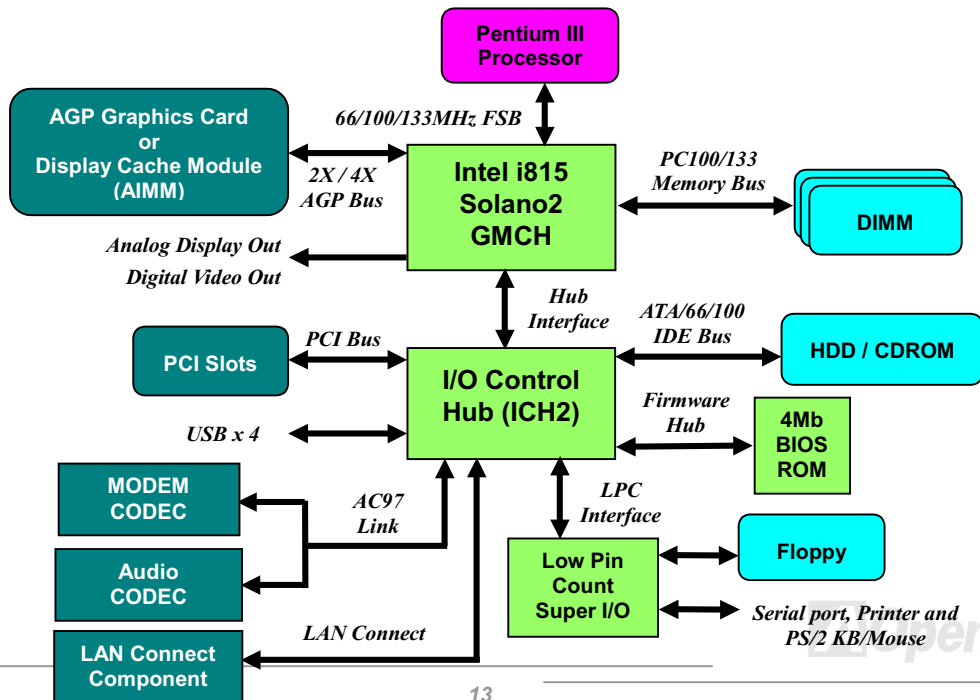 Pentium III
Processor
AGP Graphics Card
or
Display Cache Module
(AIMM)
66/100/133MHz FSB
2X / 4X
AGP Bus
Intel i815
Solano2
GMCH
PC100/133
Memory Bus
DIMM
Analog Display Out
Digital Video Out
Hub
Interface
ATA/66/100
IDE Bus
HDD / CDROM
PCI Slots
PCI Bus
I/O Control
Hub (ICH2)
Firmware
Hub
4Mb
BIOS
ROM
USB x 4
MODEM
CODEC
AC97
Link
LPC
Interface
Audio
CODEC
Low Pin
Count
Super I/O
Floppy
Serial port, Printer and
PS/2 KB/Mouse
LAN Connect
LAN Connect
Component
13